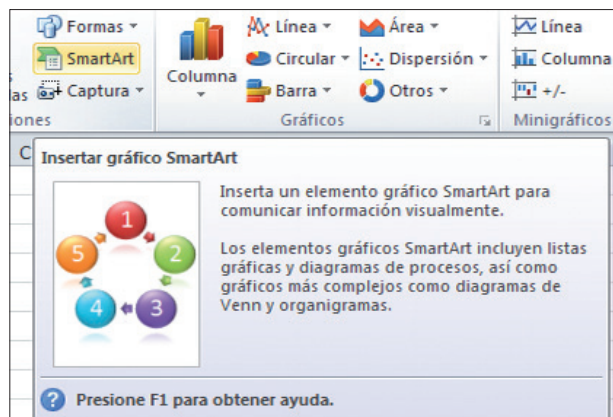 Formas
Línea
Área
Línea
SmartArt
Circular
Dispersión
Columna
Captura
Columna
Barra
Otros
+/-
Gráficos
Minigráficos
C
Insertar gráfico SmartArt
Inserta un elemento gráfico SmartArt para
comunicar información visualmente.
Los elementos gráficos SmartArt incluyen listas
gráficas y diagramas de procesos, así como
gráficos más complejos como diagramas de
Venn y organigramas.
1
5
2
4
3
Presione F1 para obtener ayuda.